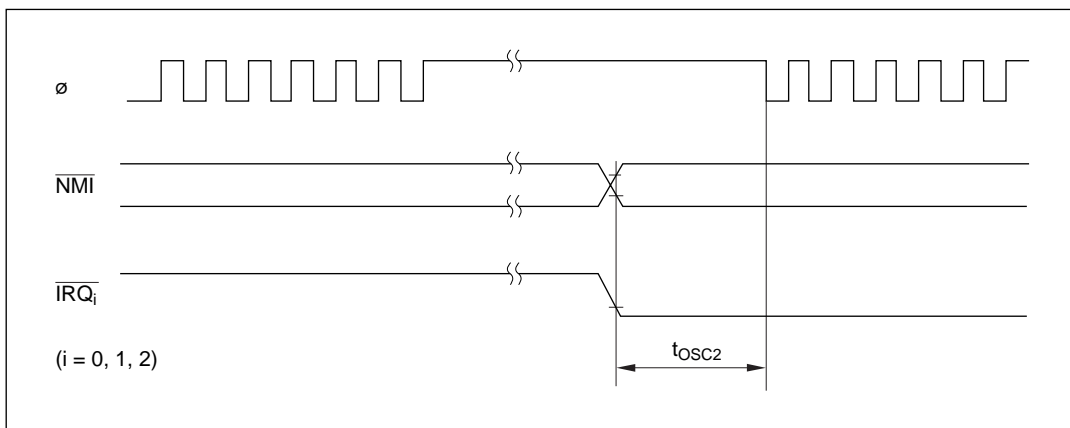 ø
NMI
IRQi
(i = 0, 1, 2)
tOSC2